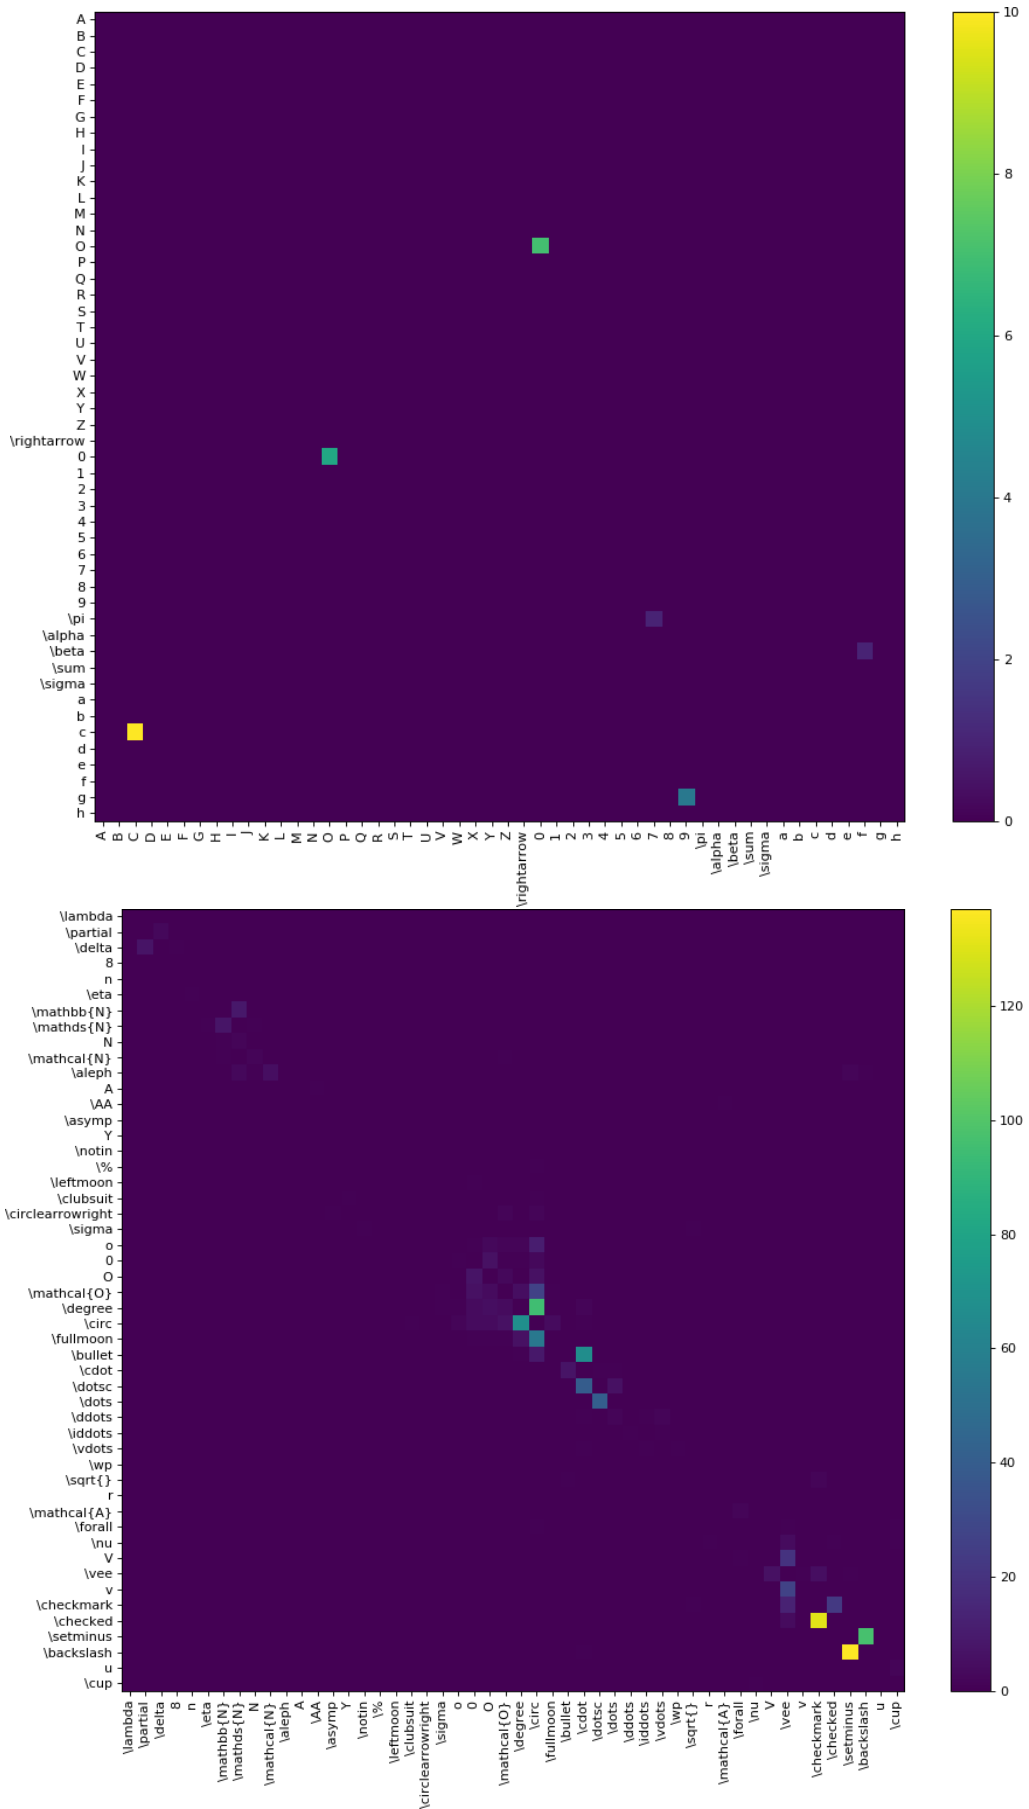 A
B
C
D
E
F
G
H
I
J
K
L
M
N
O
P
Q
R
S
T
U
V
W
X
Y
Z
\rightarrow
0
1
2
3
4
5
6
7
8
9
\pi
\alpha
\beta
\sum
\sigma
a
b
c
d
e
f
g
h
A B C D E F G H I J K L M N O P Q R S T U V W X Y Z \rightarrow 0 1 2 3 4 5 6 7 8 9 \pi \alpha \beta \sum \sigma a b c d e f g h
10
8
6
4
2
0
\lambda
\partial
\delta
8
n
\eta
\mathbb{N}
\mathds{N}
N
\mathcal{N}
\aleph
A
\AA
\asymp
Y
\notin
\%
\leftmoon
\clubsuit
\circlearrowright
\sigma
o
0
O
\mathcal{O}
\degree
\circ
\fullmoon
\bullet
\cdot
\dotsc
\dots
\ddots
\iddots
\vdots
\wp
\sqrt{}
r
\mathcal{A}
\forall
\nu
V
\vee
v
\checkmark
\checked
\setminus
\backslash
u
\cup
\lambda \partial \delta 8 n \eta \mathbb{N} \mathds{N} N \mathcal{N} \aleph A \AA \asymp Y \notin \% \leftmoon \clubsuit \circlearrowright \sigma o 0 O \mathcal{O} \degree \circ \fullmoon \bullet \cdot \dotsc \dots \ddots \iddots \vdots \wp \sqrt{} r \mathcal{A} \forall \nu V \vee v \checkmark \checked \setminus \backslash u \cup
120
100
80
60
40
20
0